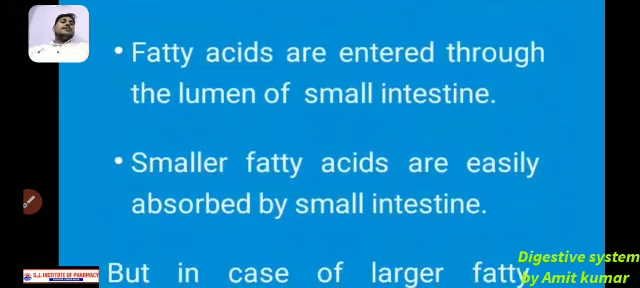 • Fatty acids are entered through
the lumen of small intestine.
• Smaller fatty acids are easily
absorbed by small intestine.
But in case of larger fatty
Digestive system
by Amit kumar
S.J. INSTITUTE OF PHARMACY